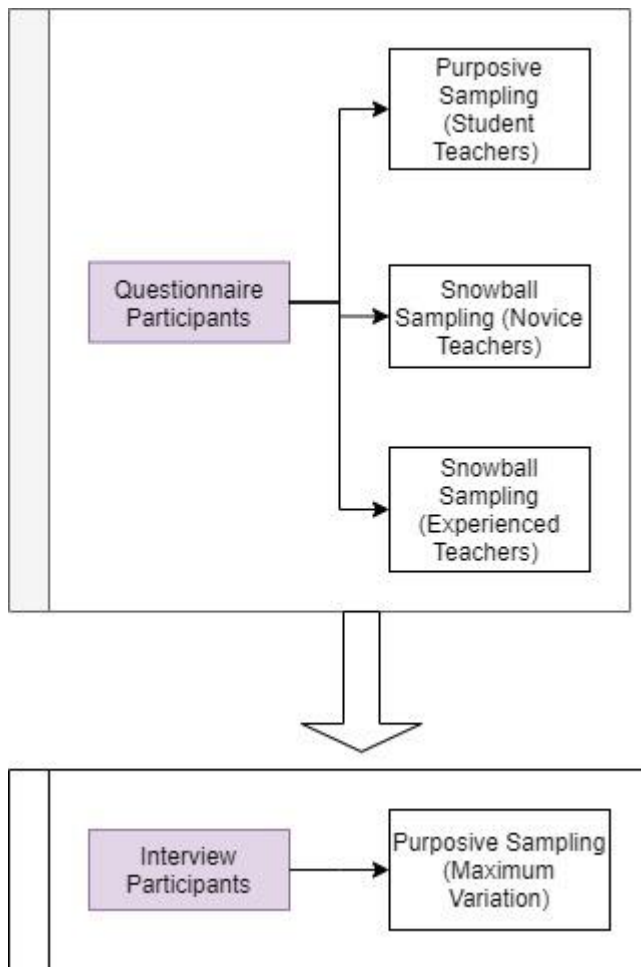 Purposive
Sampling
(Student
Teachers)
Questionnaire
Participants
Snowball
Sampling (Novice
Teachers)
Snowball
Sampling
(Experienced
Teachers)
Interview
Participants
Purposive Sampling
(Maximum
Variation)